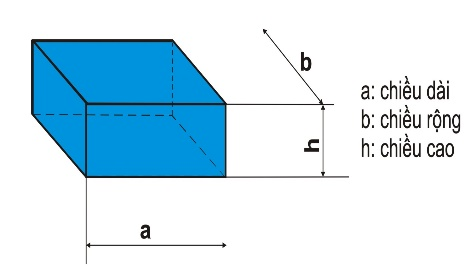 b
a: chiều dài
b: chiều rộng
h: chiều cao
h
a